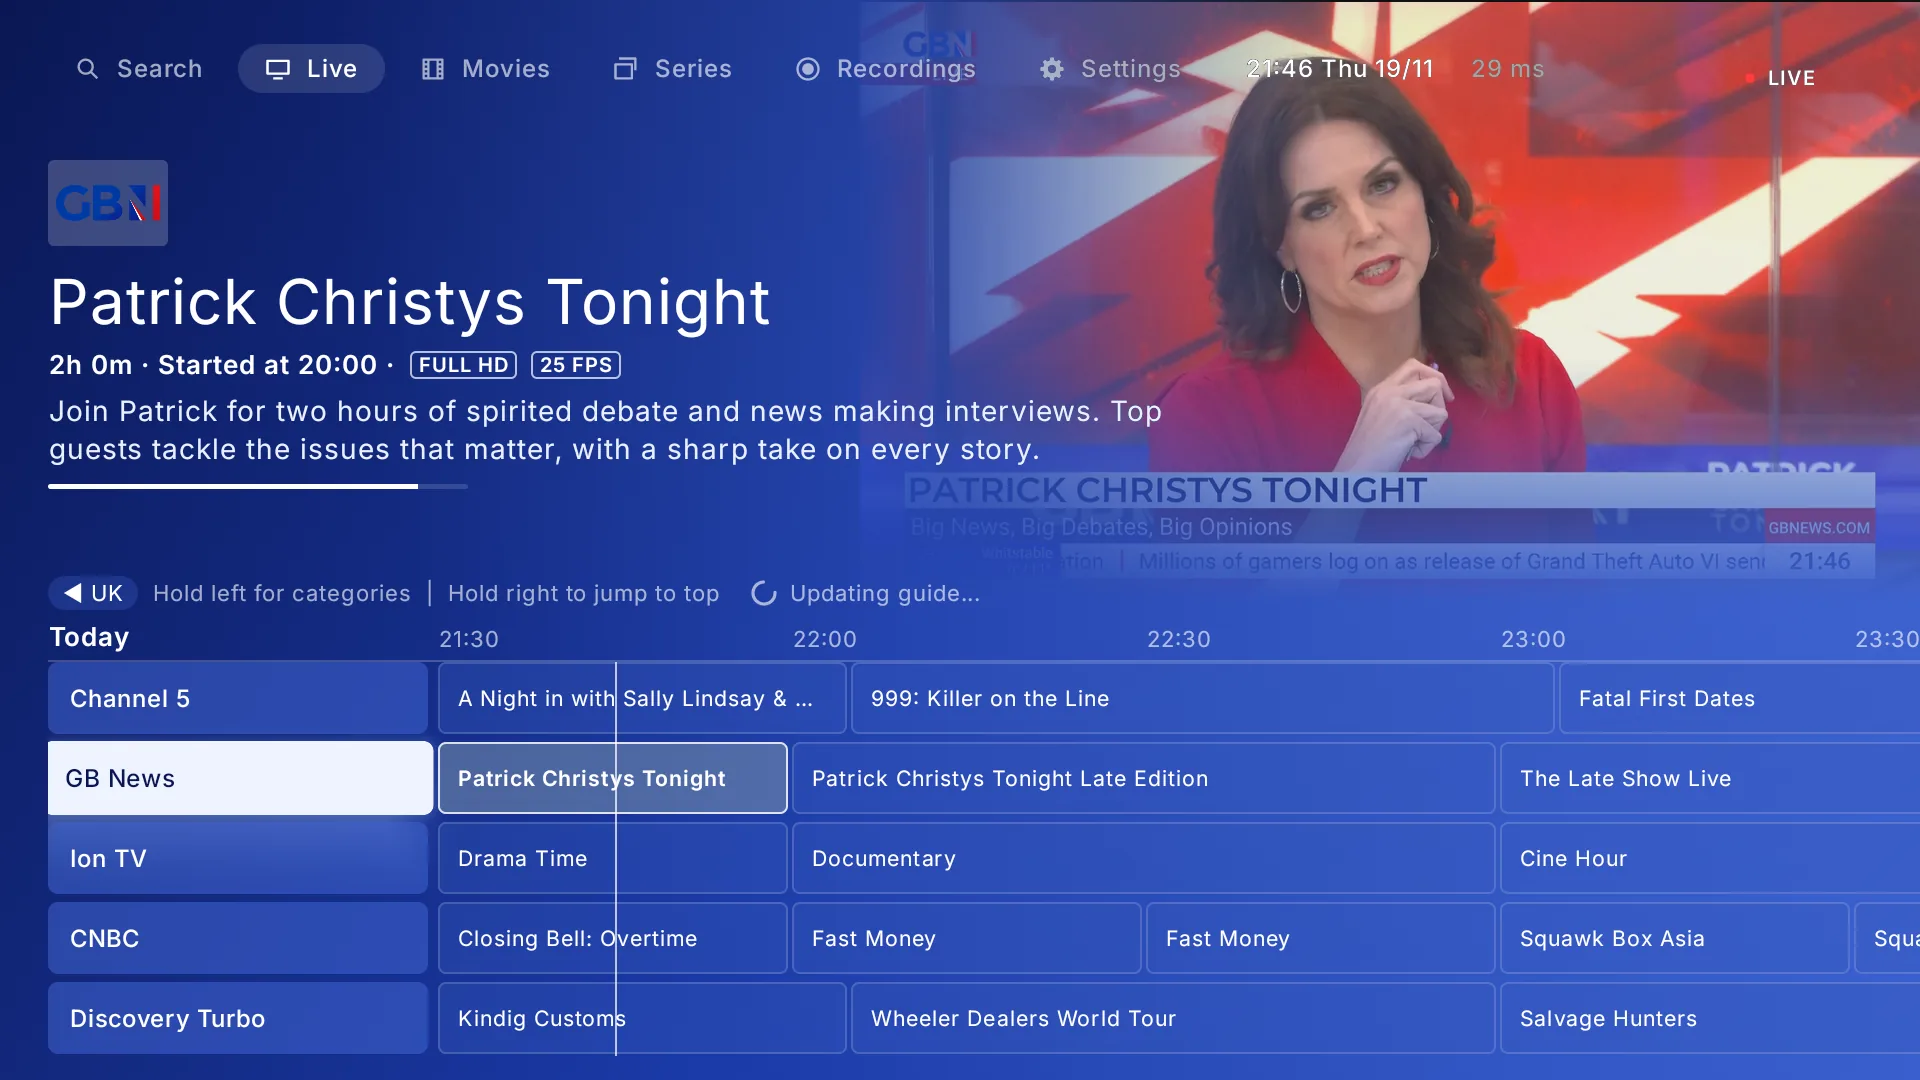 Search
Live
Movies
Series
Recordings
Settings
21:46 Thu 19/11
29 ms
LIVE
GBN
GBN
Patrick Christys Tonight
2h 0m · Started at 20:00 · FULL HD 25 FPS
Join Patrick for two hours of spirited debate and news making interviews. Top
guests tackle the issues that matter, with a sharp take on every story.
PATRICK
PATRICK CHRISTYS TONIGHT
Big News, Big Debates, Big Opinions
GBNEWS.COM
Millions of gamers log on as release of Grand Theft Auto VI
21:46
UK
Hold left for categories | Hold right to jump to top
Updating guide...
Today 21:30 22:00 22:30 23:00 23:30
Channel 5
A Night in with Sally Lindsay & ...
999: Killer on the Line
Fatal First Dates
GB News
Patrick Christys Tonight
Patrick Christys Tonight Late Edition
The Late Show Live
Ion TV
Drama Time
Documentary
Cine Hour
CNBC
Closing Bell: Overtime
Fast Money
Fast Money
Squawk Box Asia
Squa
Discovery Turbo
Kindig Customs
Wheeler Dealers World Tour
Salvage Hunters